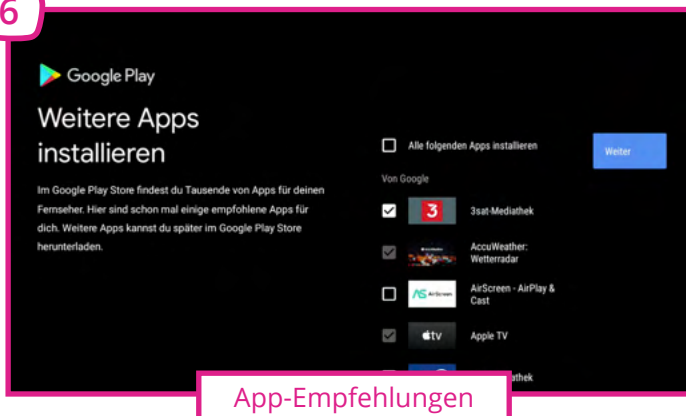 6
Google Play
Weitere Apps
installieren
Im Google Play Store findest du Tausende von Apps für deinen
Fernseher. Hier sind schon mal einige empfohlene Apps für
dich. Weitere Apps kannst du später im Google Play Store
herunterladen.
Alle folgenden Apps installieren
Weiter
Von Google
3
3sat-Mediathek
AccuWeather:
Wetterradar
AS AirScreen
AirScreen - AirPlay &
Cast
tv
Apple TV
App-Empfehlungen